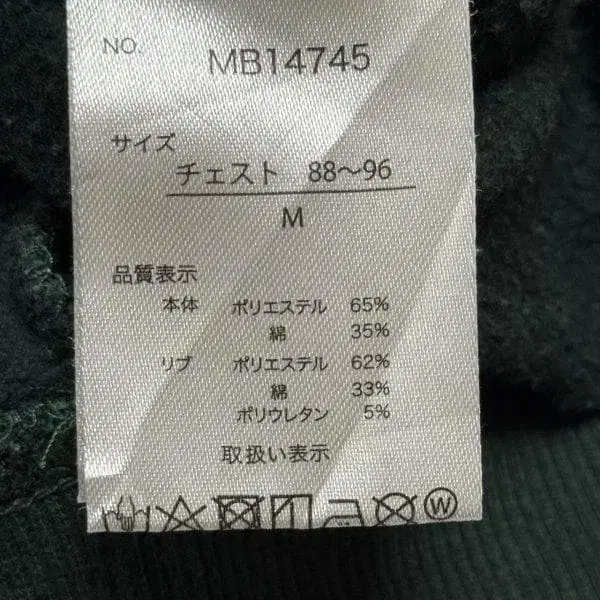 NO. MB14745
サイズ
チェスト 88〜96
M
品質表示
本体 ポリエステル 65%
綿 35%
リブ ポリエステル 62%
綿 33%
ポリウレタン 5%
取扱い表示
W